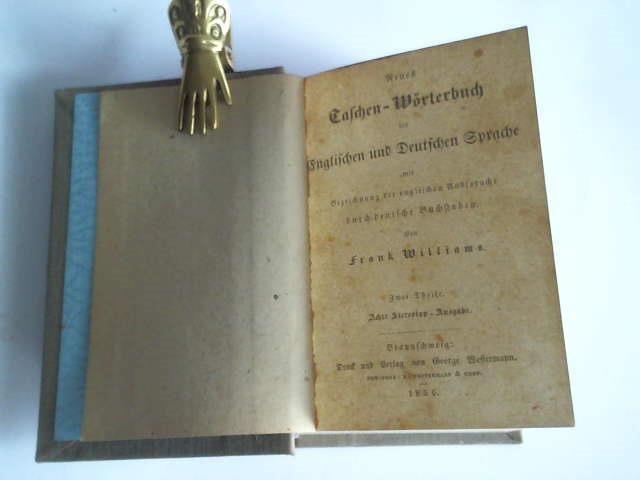 Neues
Taschen-Wörterbuch
der
Englischen und Deutschen Sprache
mit
Bezeichnung der englischen Aussprache
durch deutsche Buchstaben.
Von
Frank Williams.
Zwei Theile.
Achte Stereotyp-Ausgabe.
Braunschweig:
Druck und Verlag von George Westermann.
1856.